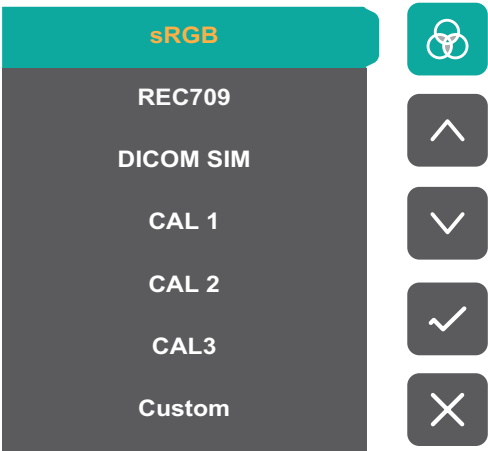 sRGB
REC709
DICOM SIM
CAL 1
CAL 2
CAL3
Custom